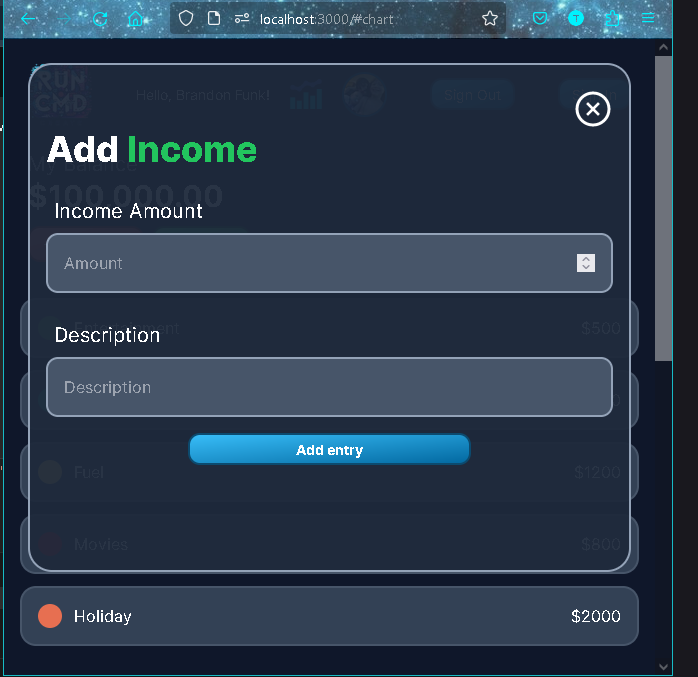 localhost:3000/#chart
T
RUN
CMD
Hello, Brandon Funk!
Sign Out
Add Income
My Balance
$100,000.00
Income Amount
Amount
Entertainment
$500
Description
Description
Add entry
Fuel
$1200
Movies
$800
Holiday
$2000